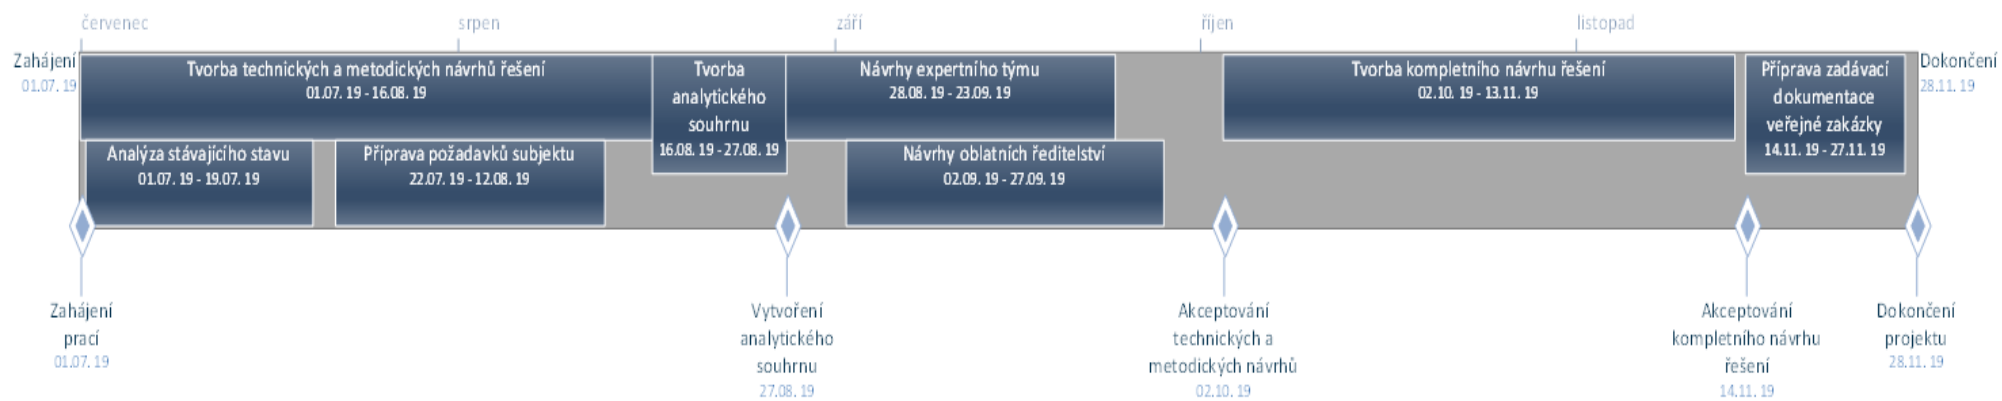 červenec
srpen
září
říjen
listopad
Zahájení
01.07. 19
Tvorba technických a metodických návrhů řešení
01.07. 19 - 16.08. 19
Tvorba
analytického
souhrnu
16.08. 19 - 27.08. 19
Návrhy expertního týmu
28.08. 19 - 23.09. 19
Tvorba kompletního návrhu řešení
02.10. 19 - 13.11. 19
Příprava zadávací
dokumentace
veřejné zakázky
14.11. 19 - 27.11. 19
Dokončení
28.11. 19
Analýza stávajícího stavu
01.07. 19 - 19.07. 19
Příprava požadavků subjektu
22.07. 19 - 12.08. 19
Návrhy oblatních ředitelství
02.09. 19 - 27.09. 19
Zahájení
prací
01.07. 19
Vytvoření
analytického
souhrnu
27.08. 19
Akceptování
technických a
metodických návrhů
02.10. 19
Akceptování
kompletního návrhu
řešení
14.11. 19
Dokončení
projektu
28.11. 19